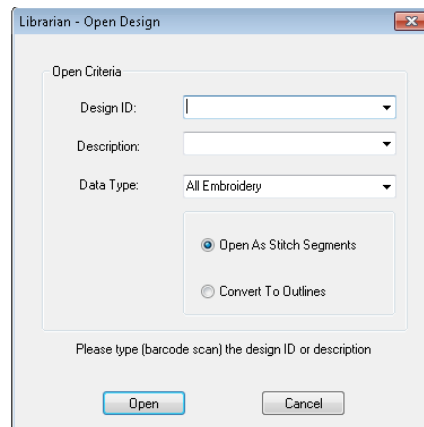 Librarian - Open Design
Open Criteria
Design ID:
Description:
Data Type: All Embroidery
Open As Stitch Segments
Convert To Outlines
Please type (barcode scan) the design ID or description
Open Cancel